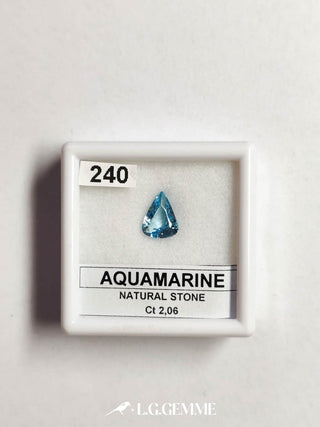 240
AQUAMARINE
NATURAL STONE
Ct 2,06
L.G.GEMME